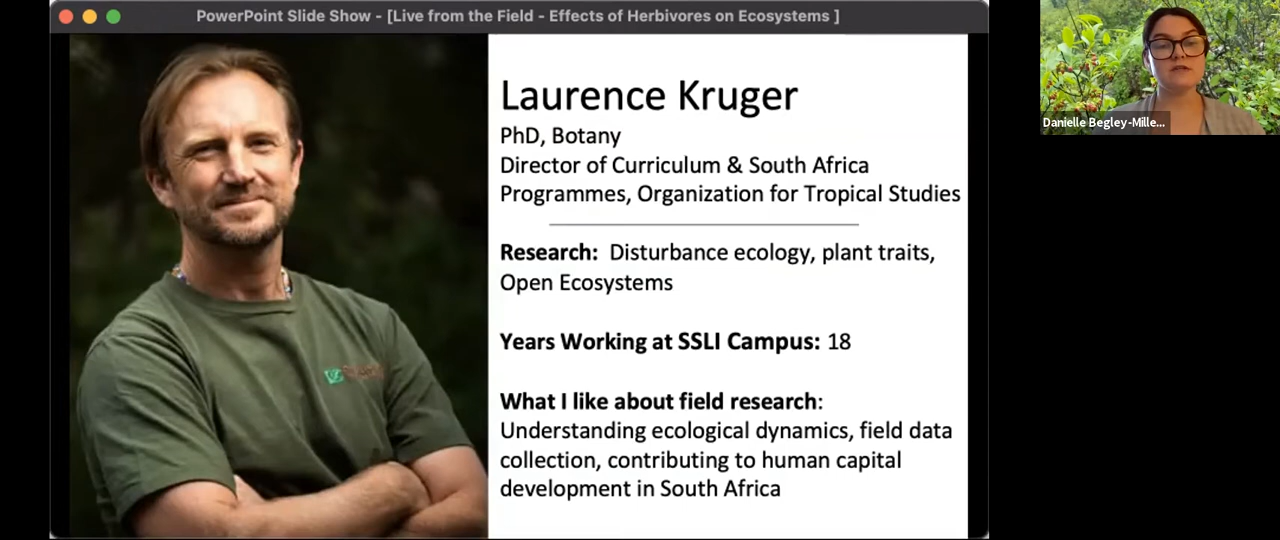 PowerPoint Slide Show - [Live from the Field - Effects of Herbivores on Ecosystems ]
Laurence Kruger
PhD, Botany
Director of Curriculum & South Africa
Programmes, Organization for Tropical Studies
Research: Disturbance ecology, plant traits,
Open Ecosystems
Years Working at SSLI Campus: 18
What I like about field research:
Understanding ecological dynamics, field data
collection, contributing to human capital
development in South Africa
Danielle Begley-Mille...